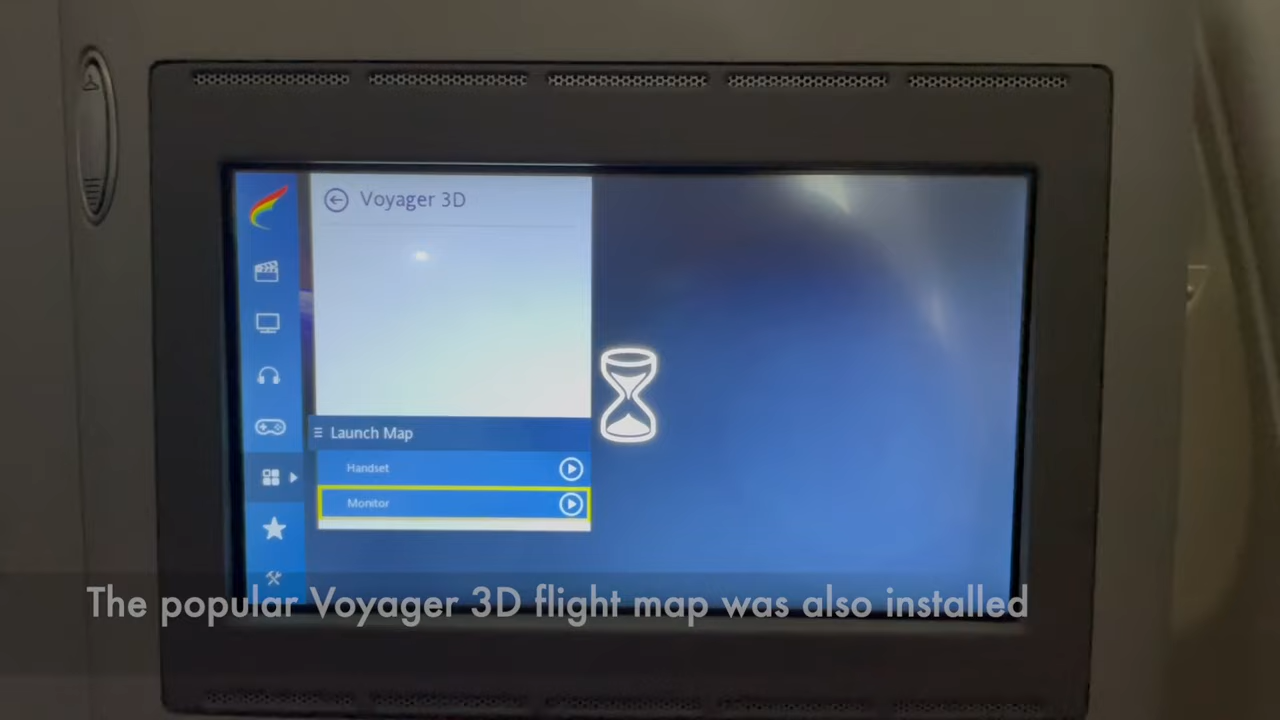 Voyager 3D
Launch Map
Handset
Monitor
The popular Voyager 3D flight map was also installed